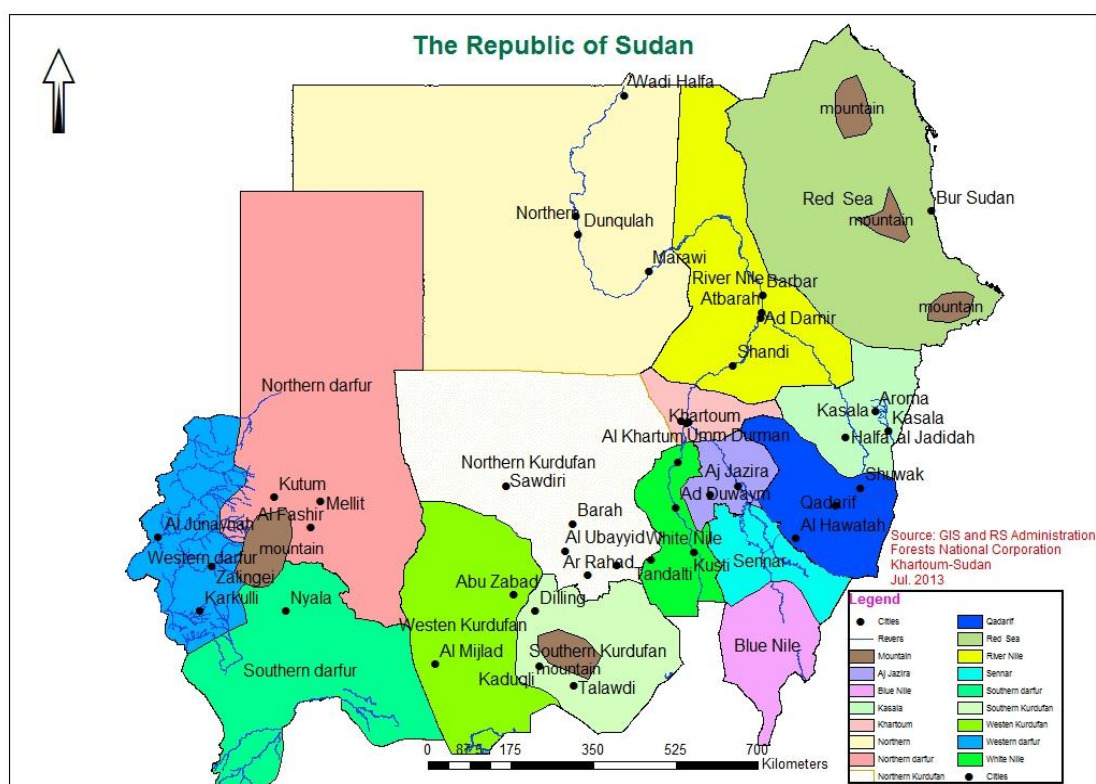 The Republic of Sudan
Wadi Halfa
mountain
Red Sea
mountain
Bur Sudan
Northern
Dunqulah
Marawi
River Nile
Barbar
Atbarah
Ad Damir
mountain
Shandi
Northern darfur
Aroma
Kasala
Kasala
Khartoum
Al Khartum
Umm Durman
Halfa al Jadidah
Northern Kurdufan
Sawdiri
Aj Jazira
Shuwak
Kutum
Mellit
Ad Duwaym
Qadarif
Al Fashir
Barah
Al Hawatah
Al Junaynah
mountain
Al Ubayyid
White Nile
Western darfur
Zalingei
Ar Rahad
Tandalti
Kusti
Sennar
Source: GIS and RS Administration
Forests National Corporation
Khartoum-Sudan
Jul. 2013
Abu Zabad
Dilling
Karkulli
Nyala
Westen Kurdufan
Southern Kurdufan
Blue Nile
Al Mijlad
mountain
Southern darfur
Kaduqli
Talawdi
Legend
Cities
Revers
Mountain
Aj Jazira
Blue Nile
Kasala
Khartoum
Northern
Northern darfur
Northern Kurdufan
Qadarif
Red Sea
River Nile
Sennar
Southern darfur
Southern Kurdufan
Westen Kurdufan
Western darfur
White Nile
Cities
0 87.5 175 350 525 700
Kilometers